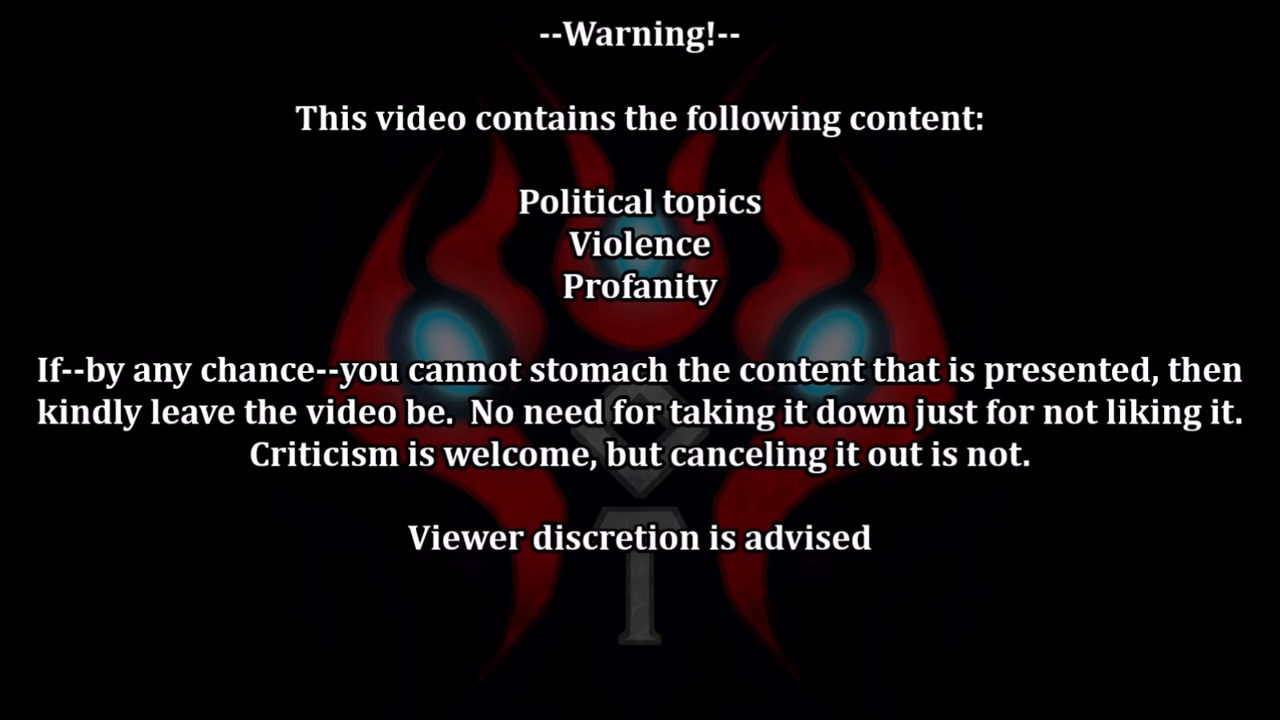 --Warning!--
This video contains the following content:
Political topics
Violence
Profanity
If--by any chance--you cannot stomach the content that is presented, then
kindly leave the video be.  No need for taking it down just for not liking it.
Criticism is welcome, but canceling it out is not.
Viewer discretion is advised